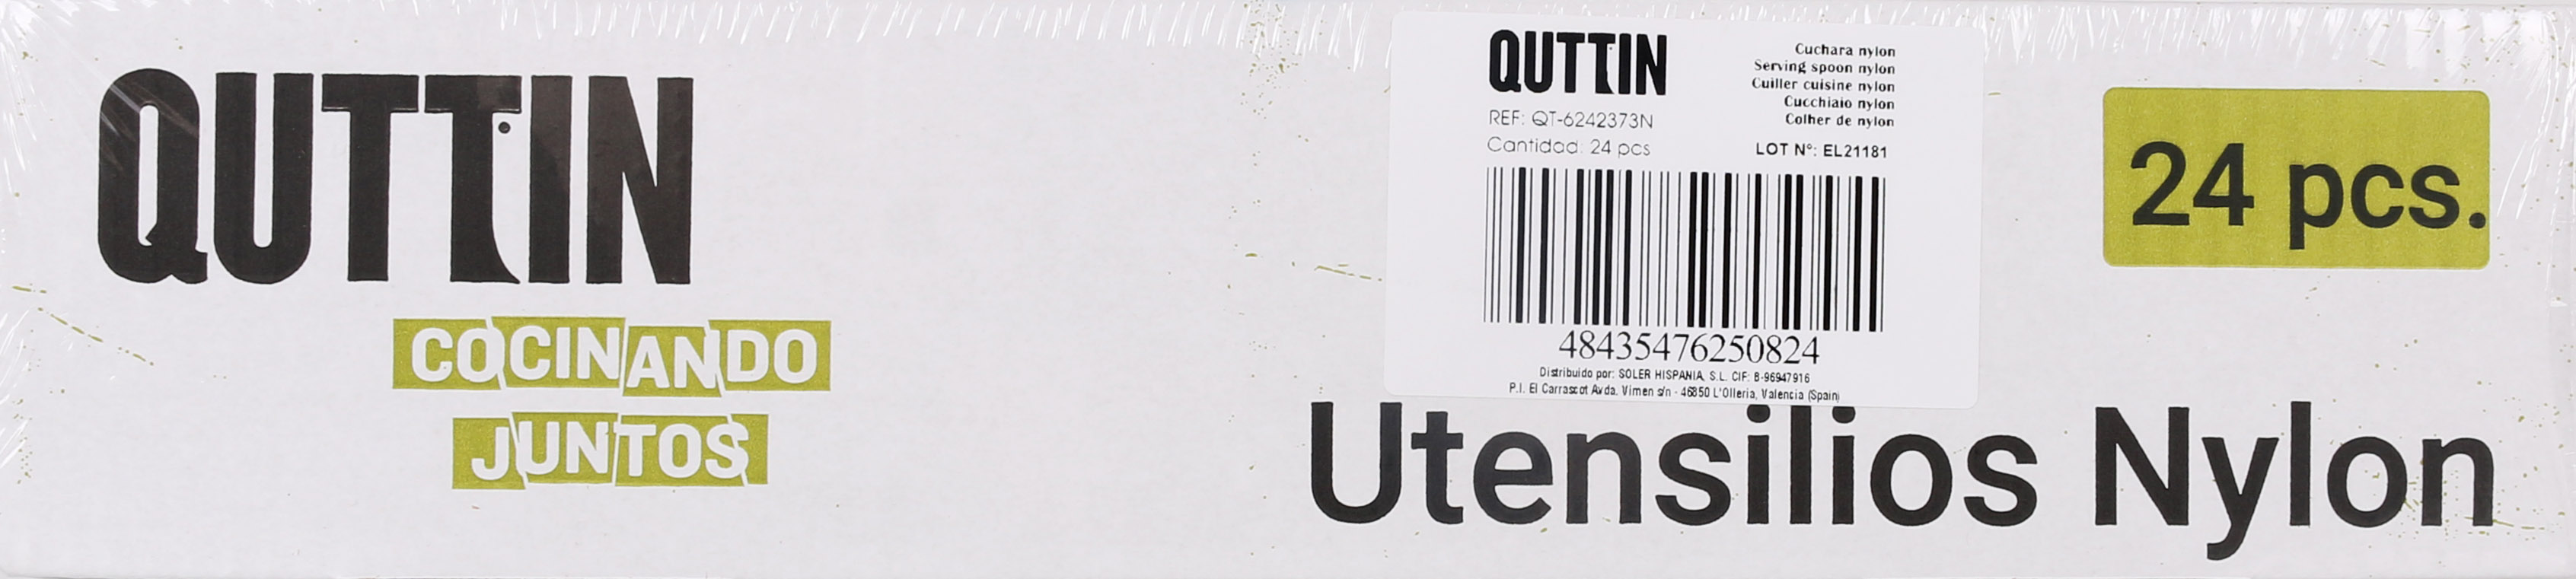 QUTTIN
COCINANDO
JUNTOS
QUTTIN
Cuchara nylon
Serving spoon nylon
Cuiller cuisine nylon
Cucchiaio nylon
Colher de nylon
REF: QT-6242373N
Cantidad: 24 pcs
LOT Nº: EL21181
48435476250824
Distribuido por: SOLER HISPANIA, S.L. CIF: B-96947916
P.I. El Carrascot Avda. Vimen s/n - 46850 L'Olleria, Valencia (Spain)
24 pcs.
Utensilios Nylon